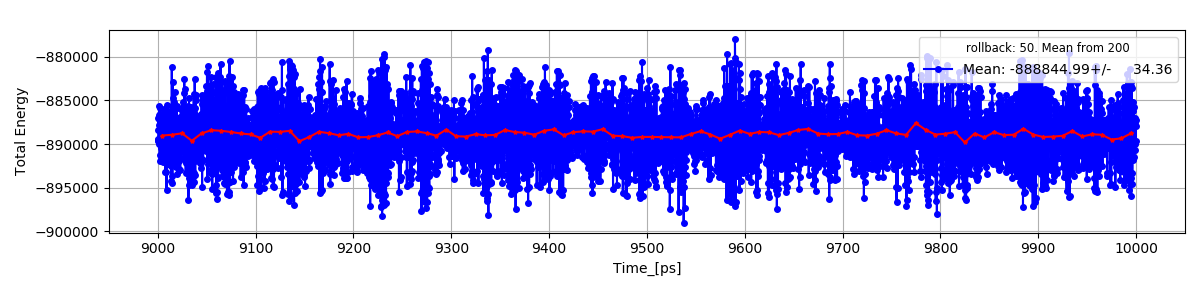 rollback: 50. Mean from 200
Mean: -888844.99+/-     34.36
Total Energy
−880000
−885000
−890000
−895000
−900000
9000 9100 9200 9300 9400 9500 9600 9700 9800 9900 10000
Time_[ps]